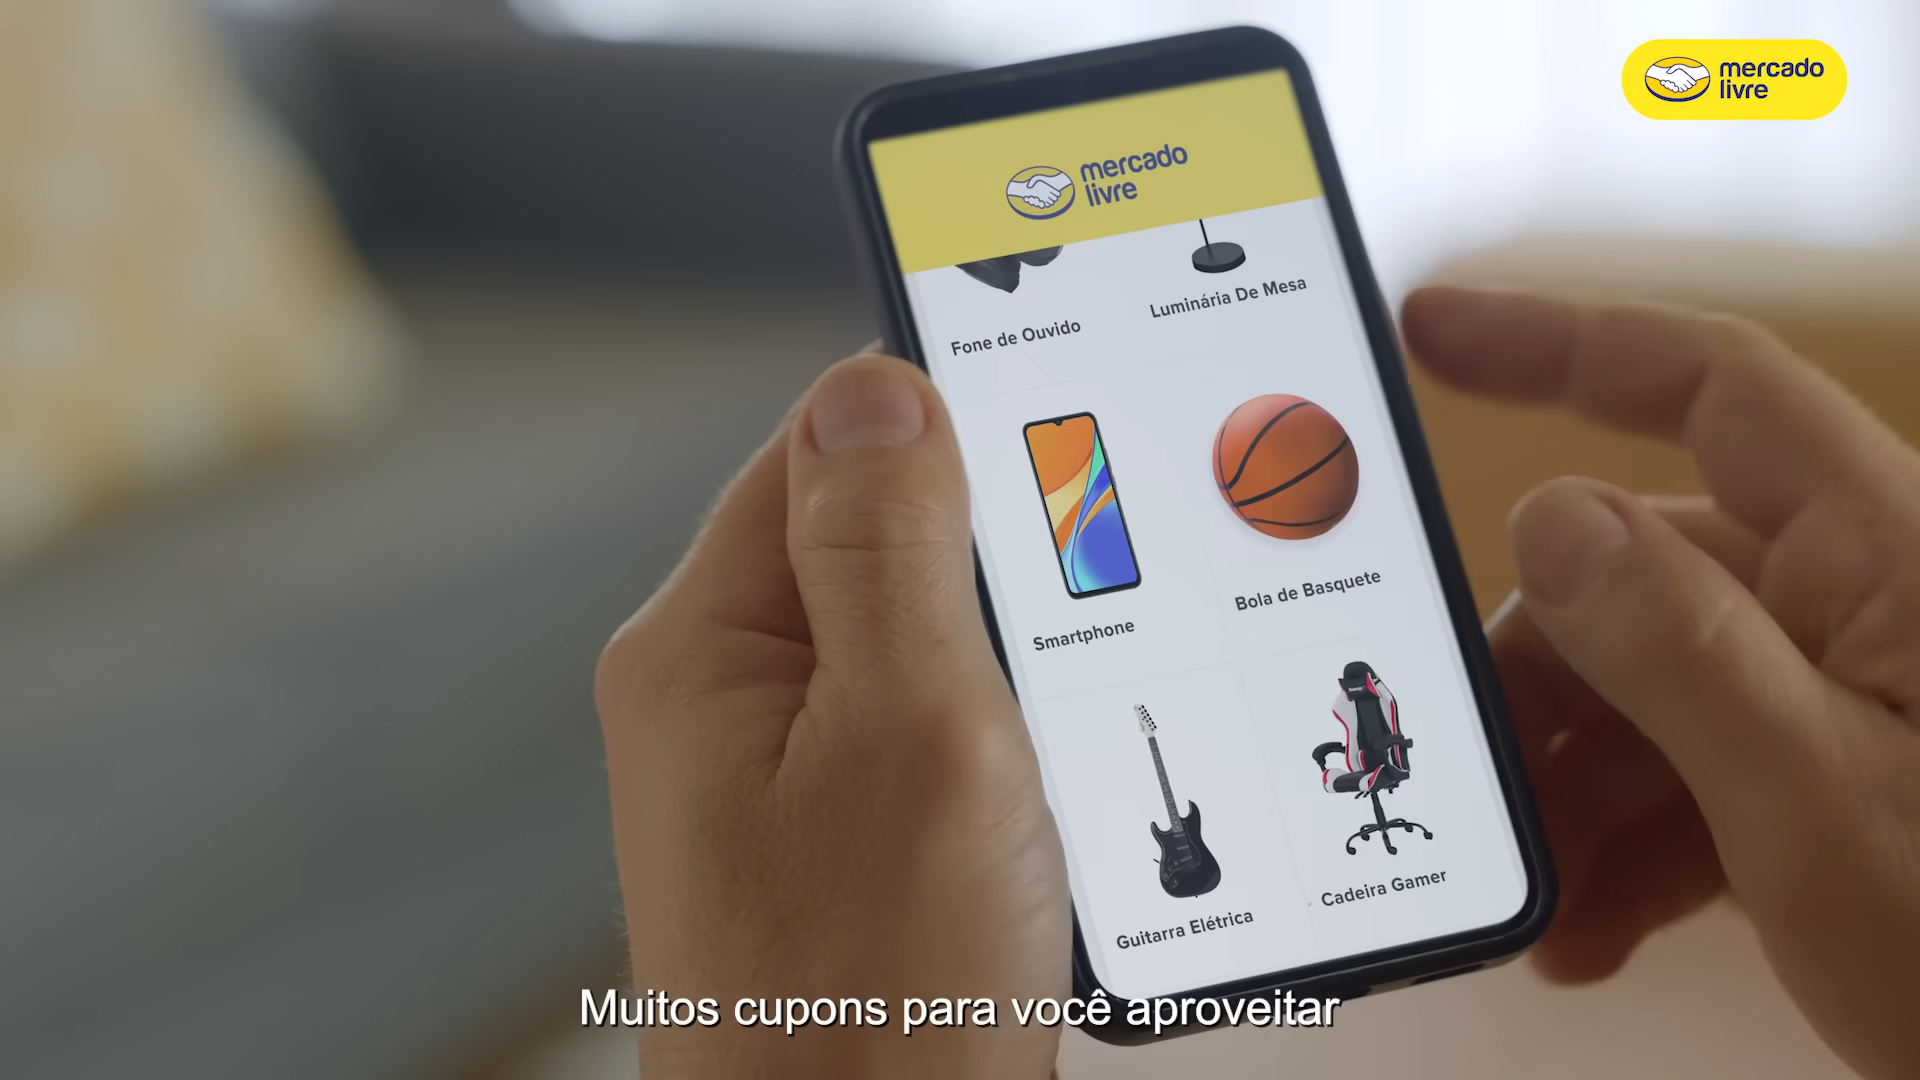 mercado
livre
mercado
livre
Fone de Ouvido
Luminária De Mesa
Smartphone
Bola de Basquete
Guitarra Elétrica
Cadeira Gamer
Muitos cupons para você aproveitar